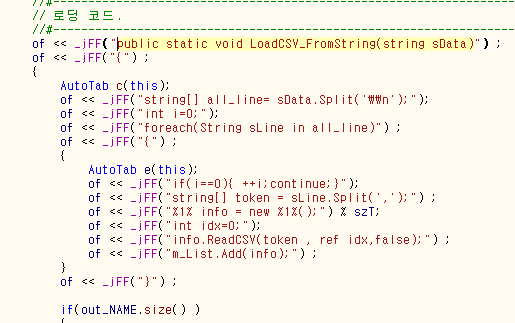 //#------------------------------------------------------------
// 로딩 코드.
//#------------------------------------------------------------
of << _jFF("public static void LoadCSV_FromString(string sData)") ;
of << _jFF("{") ;
{
AutoTab c(this);
of << _jFF("string[] all_line= sData.Split('₩₩n');");
of << _jFF("int i=0;");
of << _jFF("foreach(String sLine in all_line)") ;
of << _jFF("{") ;
{
AutoTab e(this);
of << _jFF("if(i==0){ ++i;continue;}");
of << _jFF("string[] token = sLine.Split(',');") ;
of << _jFF("%1% info = new %1%();") % szT;
of << _jFF("int idx=0;");
of << _jFF("info.ReadCSV(token , ref idx,false);") ;
of << _jFF("m_List.Add(info);") ;
}
of << _jFF("}") ;
if(out_NAME.size() )
{